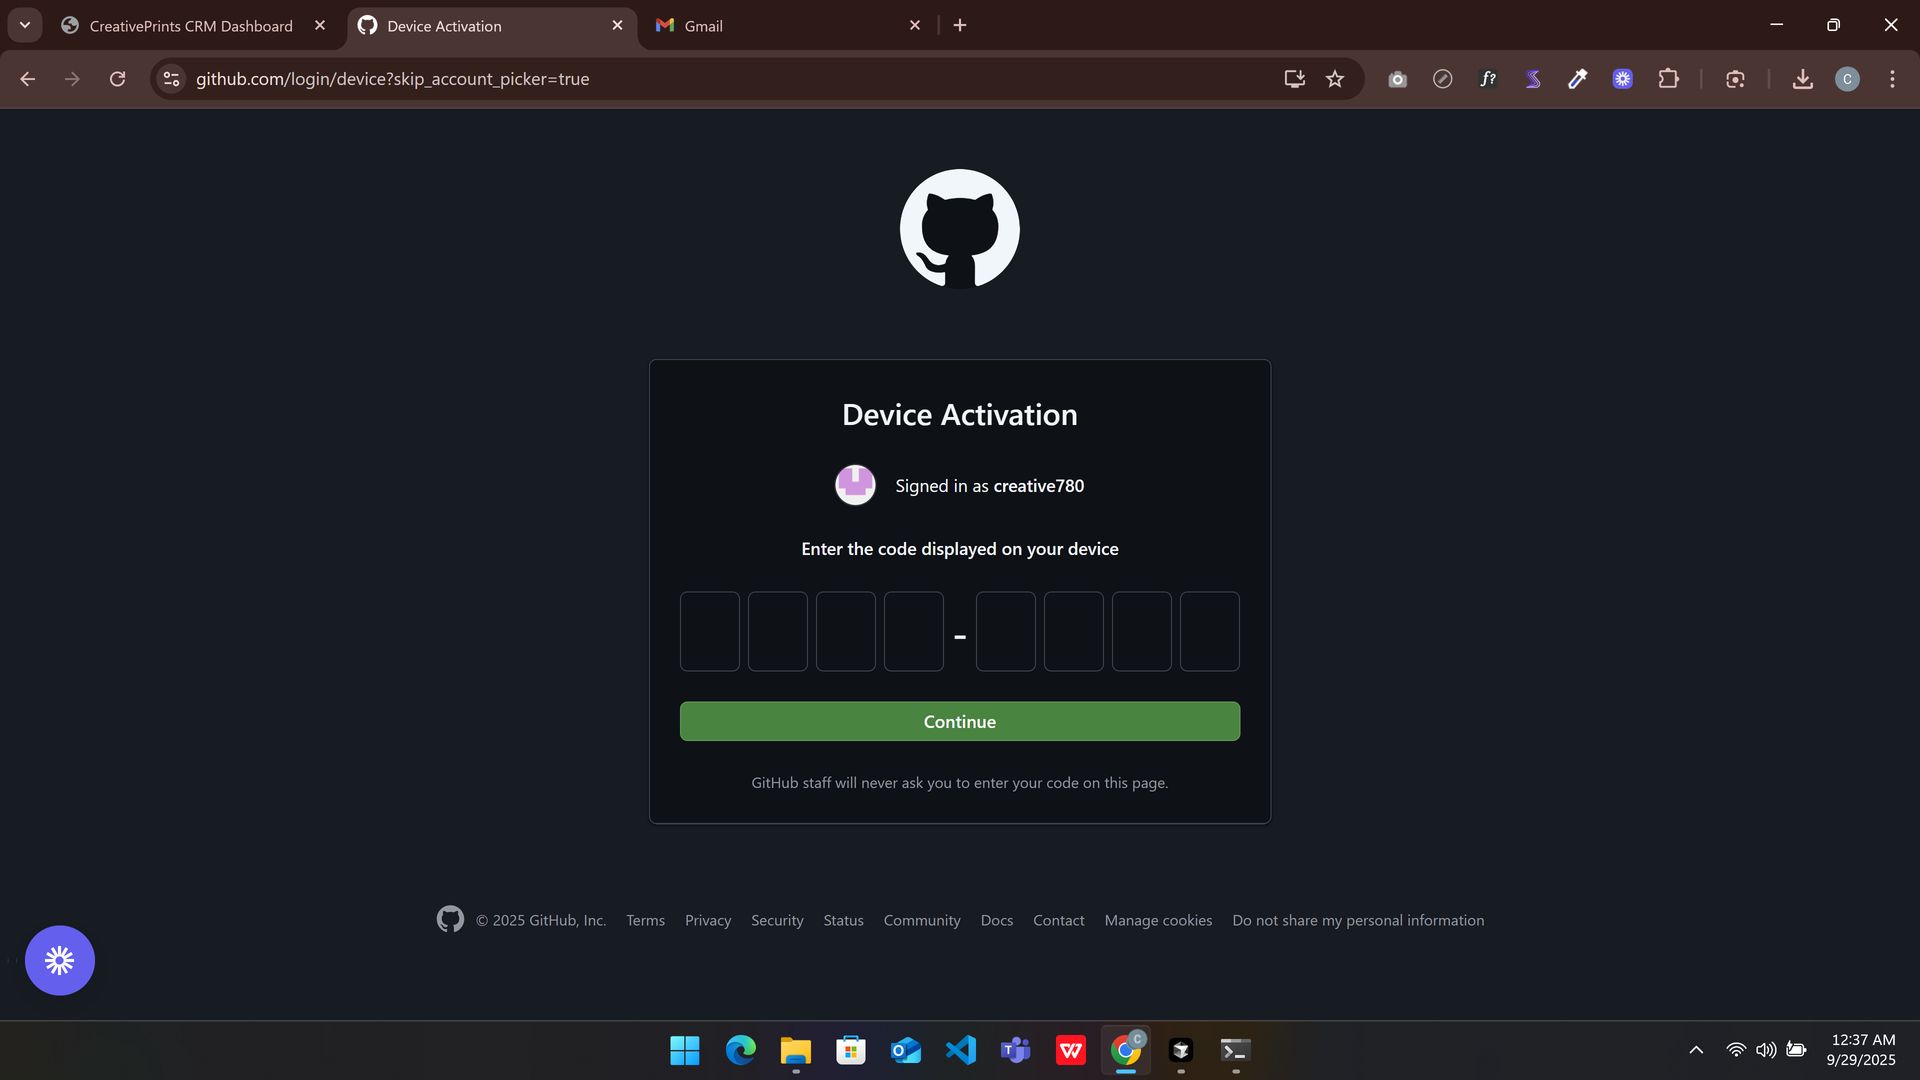 CreativePrints CRM Dashboard
Device Activation
Gmail
github.com/login/device?skip_account_picker=true
f?
C
Device Activation
Signed in as creative780
Enter the code displayed on your device
-
Continue
GitHub staff will never ask you to enter your code on this page.
© 2025 GitHub, Inc. Terms Privacy Security Status Community Docs Contact Manage cookies Do not share my personal information
C
12:37 AM
9/29/2025